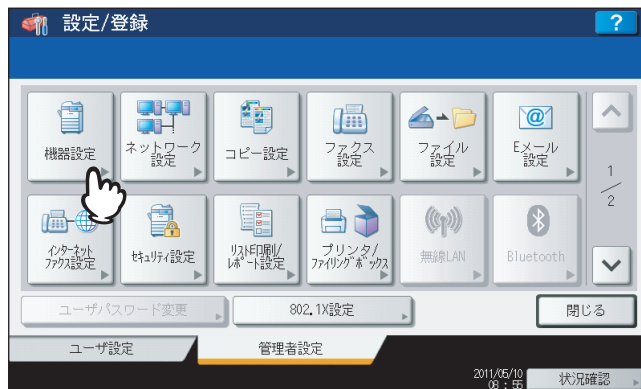 設定/登録
?
機器設定
ネットワーク
設定
コピー設定
ファクス
設定
ファイル
設定
Eメール
設定
1
2
インターネット
ファクス設定
セキュリティ設定
リスト印刷/
レポート設定
プリンタ/
ファイリングボックス
無線LAN
Bluetooth
ユーザパスワード変更
802.1X設定
閉じる
ユーザ設定
管理者設定
2011/05/10
08:55
状況確認